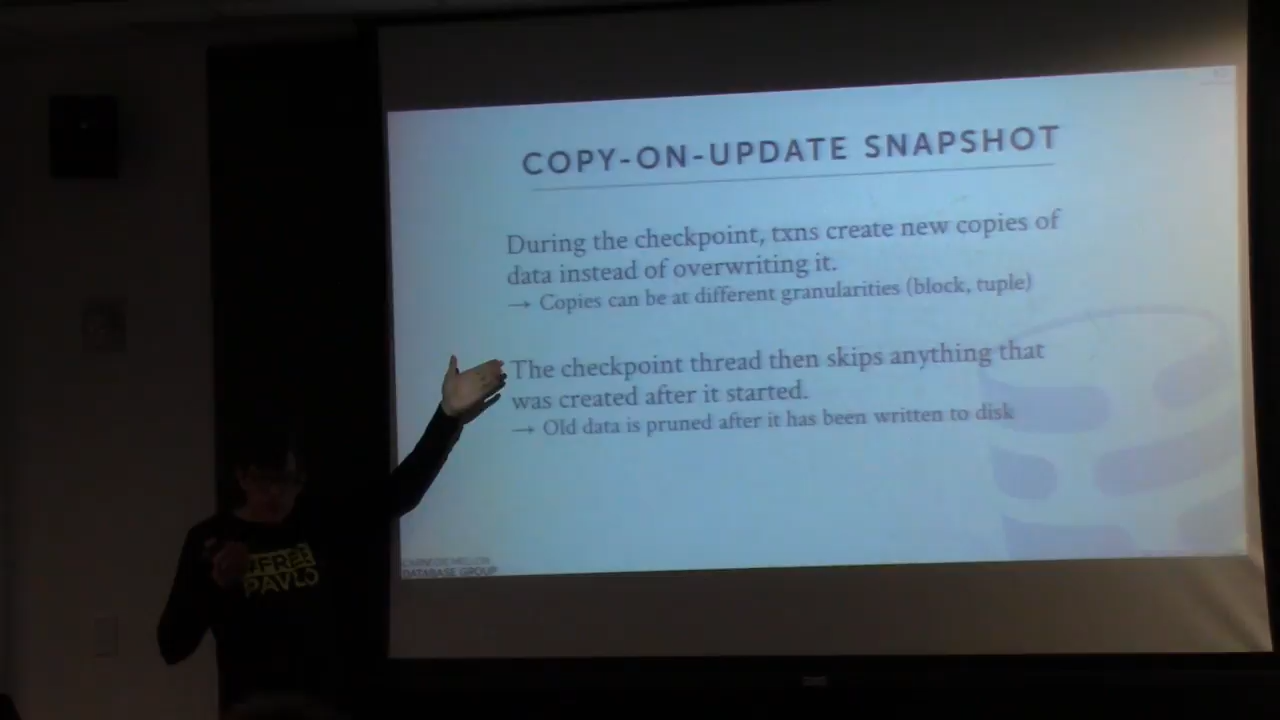 COPY-ON-UPDATE SNAPSHOT
During the checkpoint, txns create new copies of
data instead of overwriting it.
→ Copies can be at different granularities (block, tuple)
The checkpoint thread then skips anything that
was created after it started.
→ Old data is pruned after it has been written to disk
DATABASE GROUP
#FREE
PAVLO